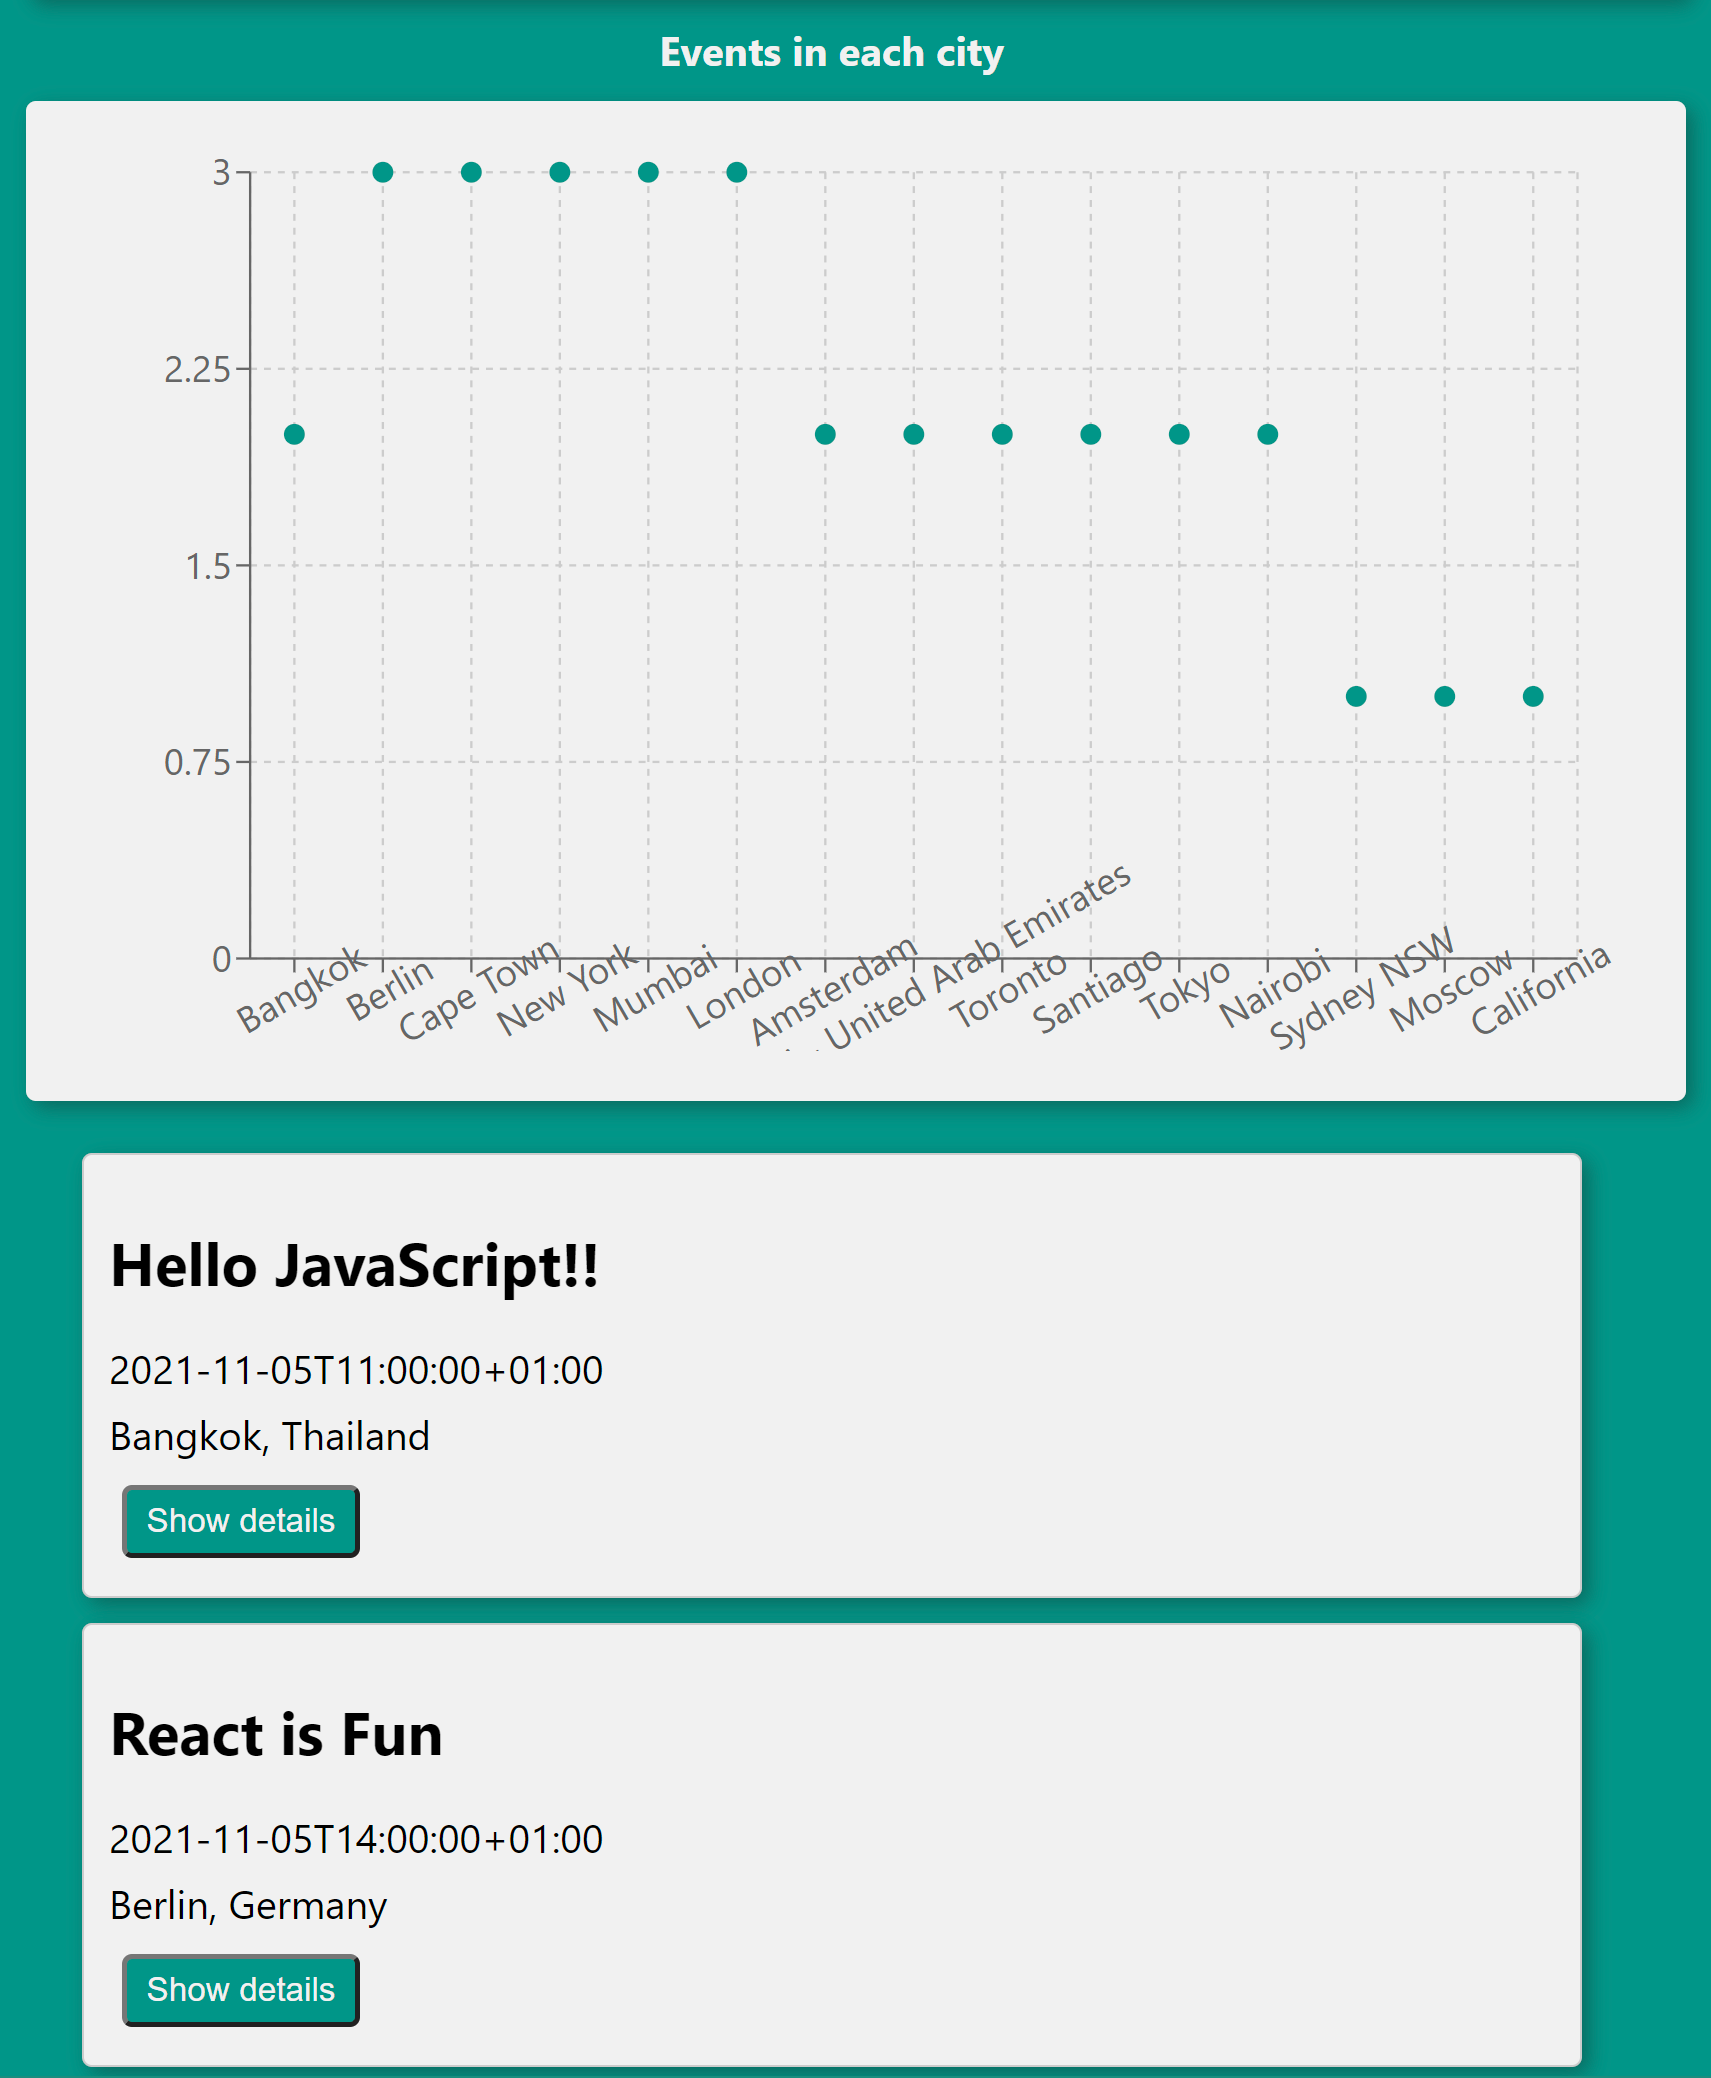 Events in each city
3
2.25
1.5
0.75
0
Bangkok
Berlin
Cape Town
New York
Mumbai
London
Amsterdam
United Arab Emirates
Toronto
Santiago
Tokyo
Nairobi
Sydney NSW
Moscow
California
Hello JavaScript!!
2021-11-05T11:00:00+01:00
Bangkok, Thailand
Show details
React is Fun
2021-11-05T14:00:00+01:00
Berlin, Germany
Show details